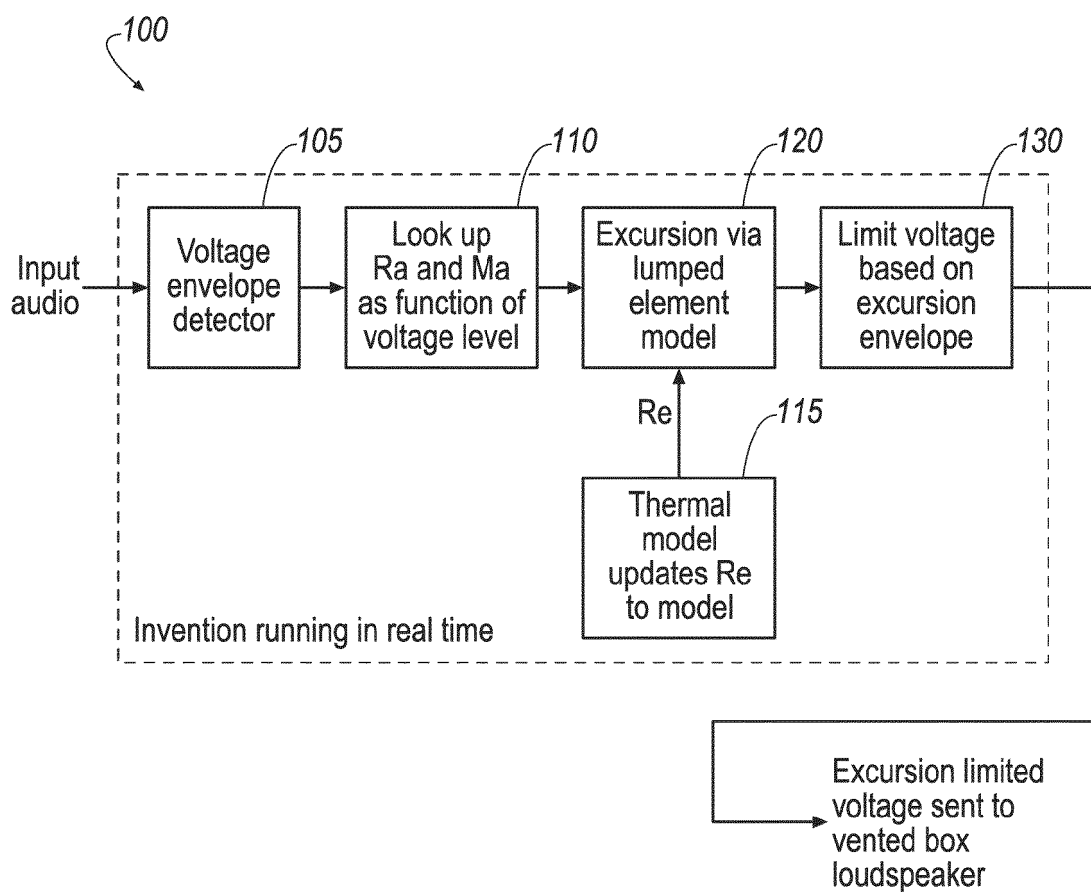 100
105
110
120
130
Input
audio
Voltage
envelope
detector
Look up
Ra and Ma
as function of
voltage level
Excursion via
lumped
element
model
Limit voltage
based on
excursion
envelope
Re
115
Thermal
model
updates Re
to model
Invention running in real time
Excursion limited
voltage sent to
vented box
loudspeaker